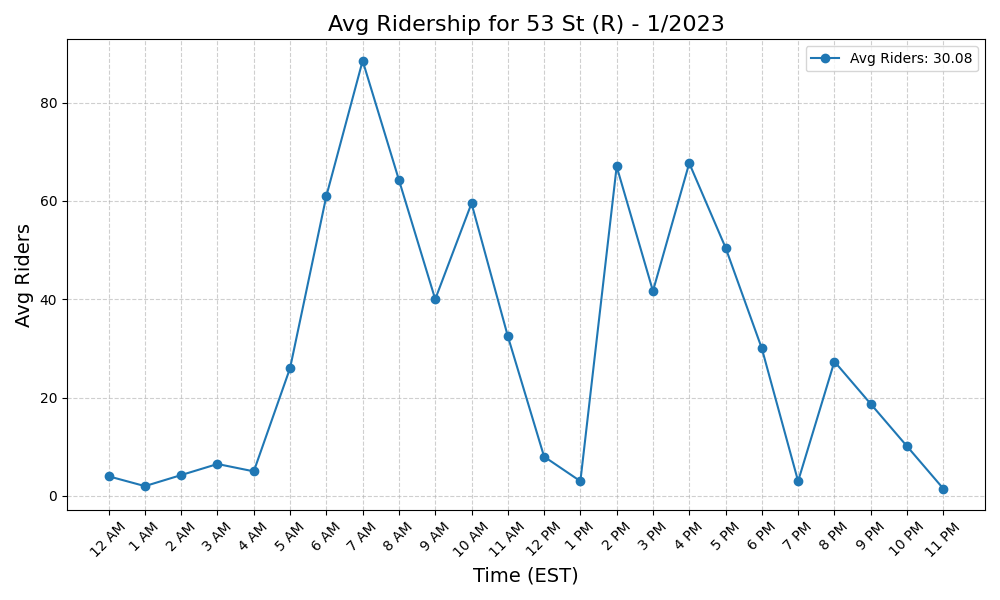 Avg Ridership for 53 St (R) - 1/2023
Avg Riders: 30.08
Avg Riders
80
60
40
20
0
12 AM
1 AM
2 AM
3 AM
4 AM
5 AM
6 AM
7 AM
8 AM
9 AM
10 AM
11 AM
12 PM
1 PM
2 PM
3 PM
4 PM
5 PM
6 PM
7 PM
8 PM
9 PM
10 PM
11 PM
Time (EST)